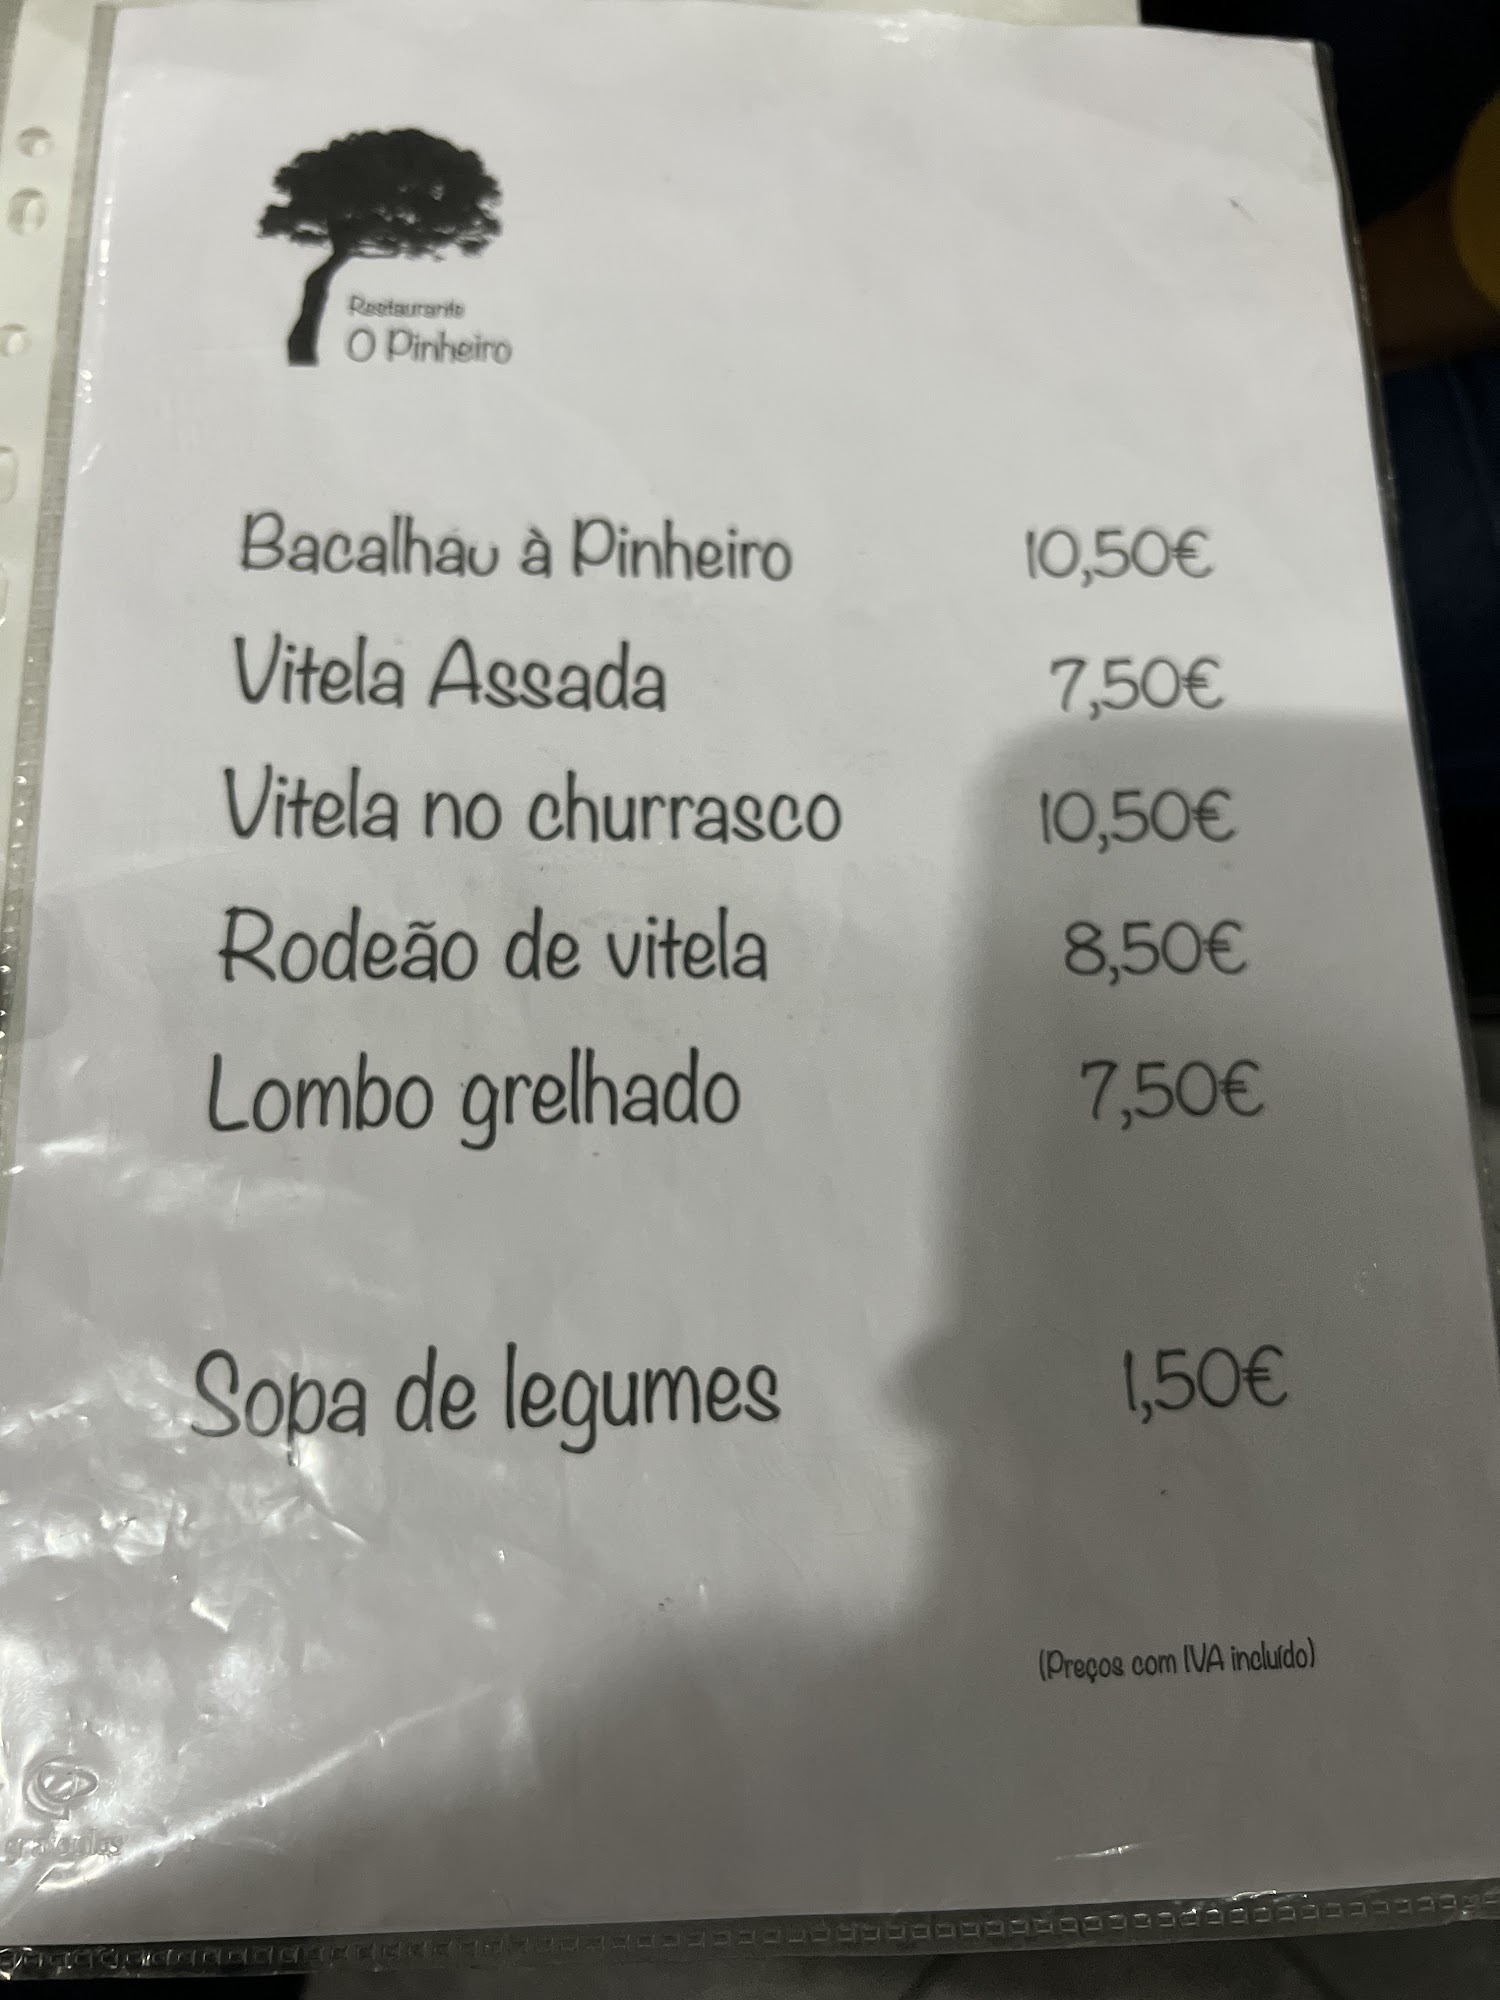 Restaurante
O Pinheiro
Bacalhau à Pinheiro 10,50€
Vitela Assada 7,50€
Vitela no churrasco 10,50€
Rodeão de vitela 8,50€
Lombo grelhado 7,50€
Sopa de legumes 1,50€
(Preços com IVA incluído)